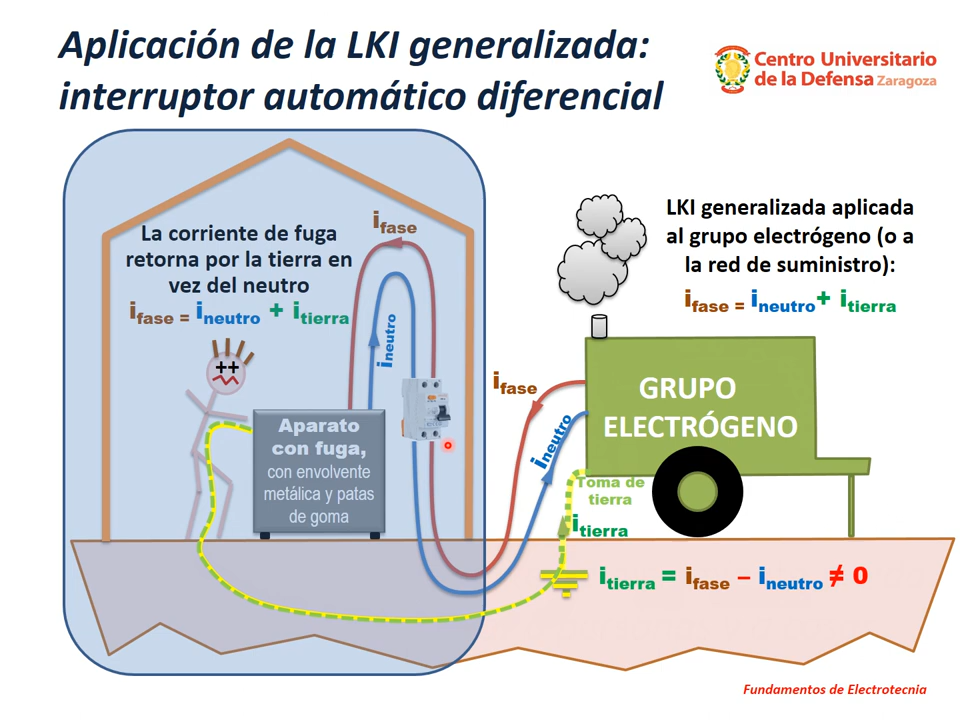 Aplicación de la LKI generalizada:
interruptor automático diferencial
Centro Universitario
de la Defensa Zaragoza
La corriente de fuga
retorna por la tierra en
vez del neutro
ifase = ineutro + itierra
ifase
ineutro
++
Aparato
con fuga,
con envolvente
metálica y patas
de goma
LKI generalizada aplicada
al grupo electrógeno (o a
la red de suministro):
ifase = ineutro + itierra
ifase
ineutro
GRUPO
ELECTRÓGENO
Toma de
tierra
itierra
itierra = ifase – ineutro ≠ 0
Fundamentos de Electrotecnia